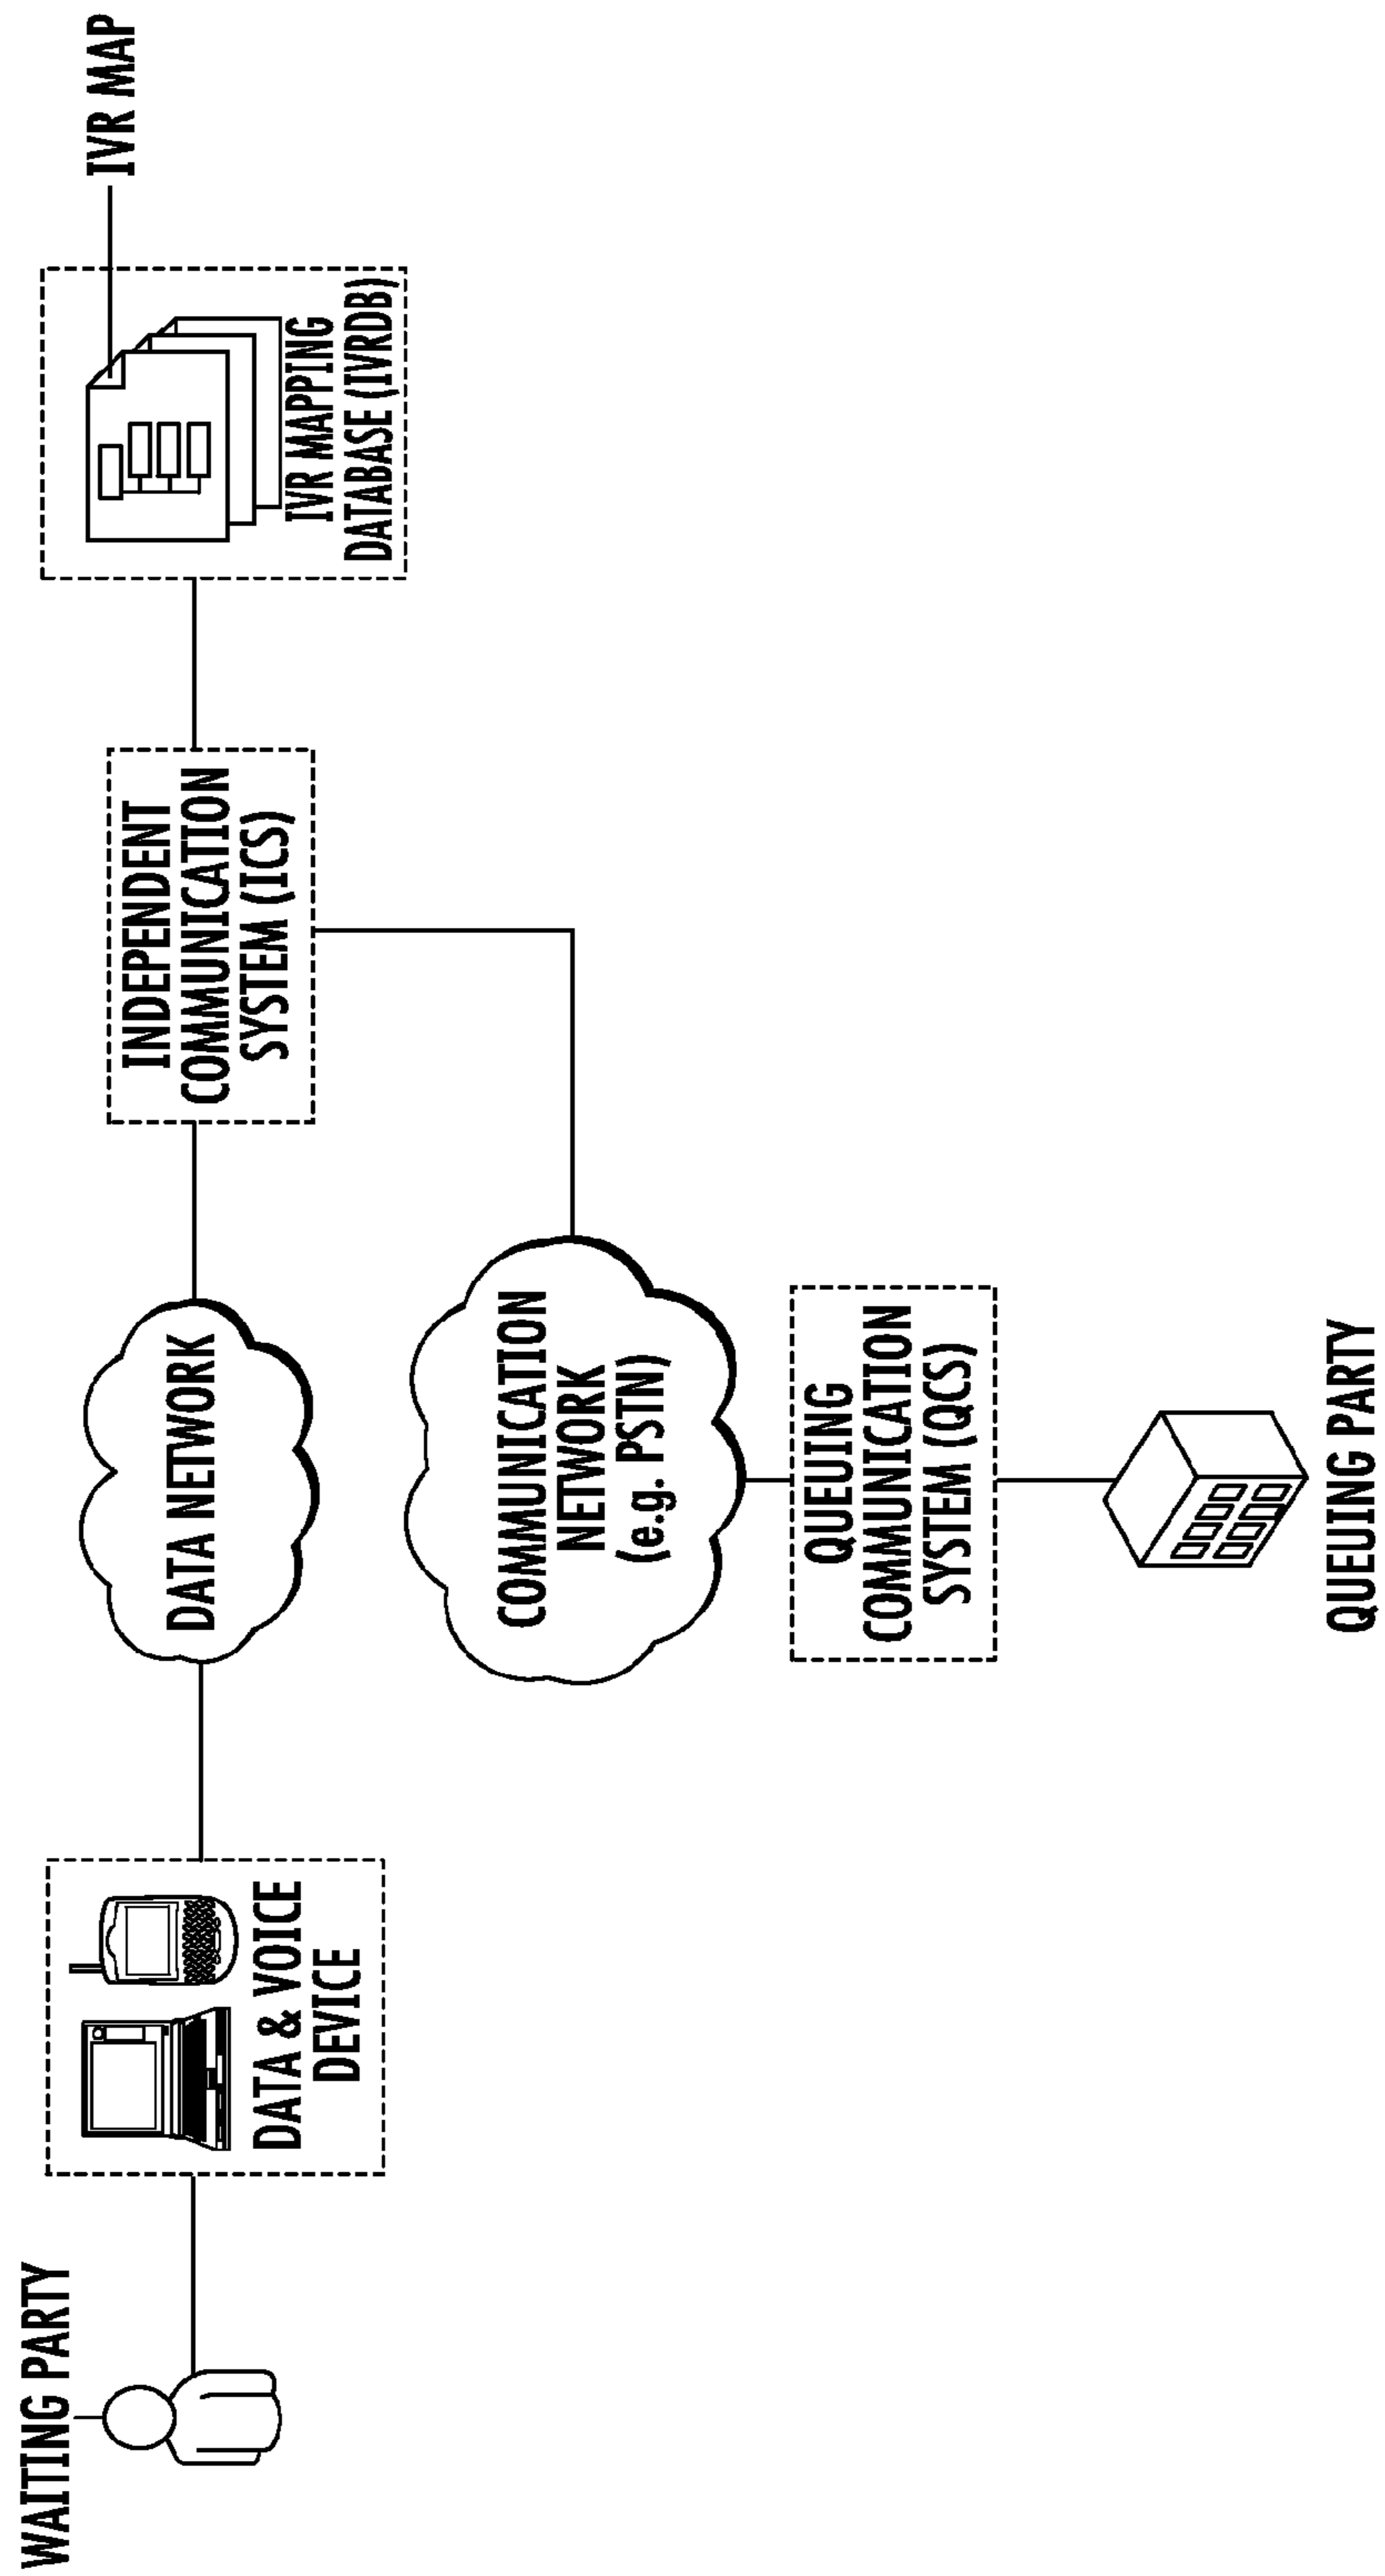 WAITING PARTY
DATA & VOICE
DEVICE
DATA NETWORK
INDEPENDENT
COMMUNICATION
SYSTEM (ICS)
IVR MAPPING
DATABASE (IVRDB)
IVR MAP
COMMUNICATION
NETWORK
(e.g. PSTN)
QUEUING
COMMUNICATION
SYSTEM (QCS)
QUEUING PARTY